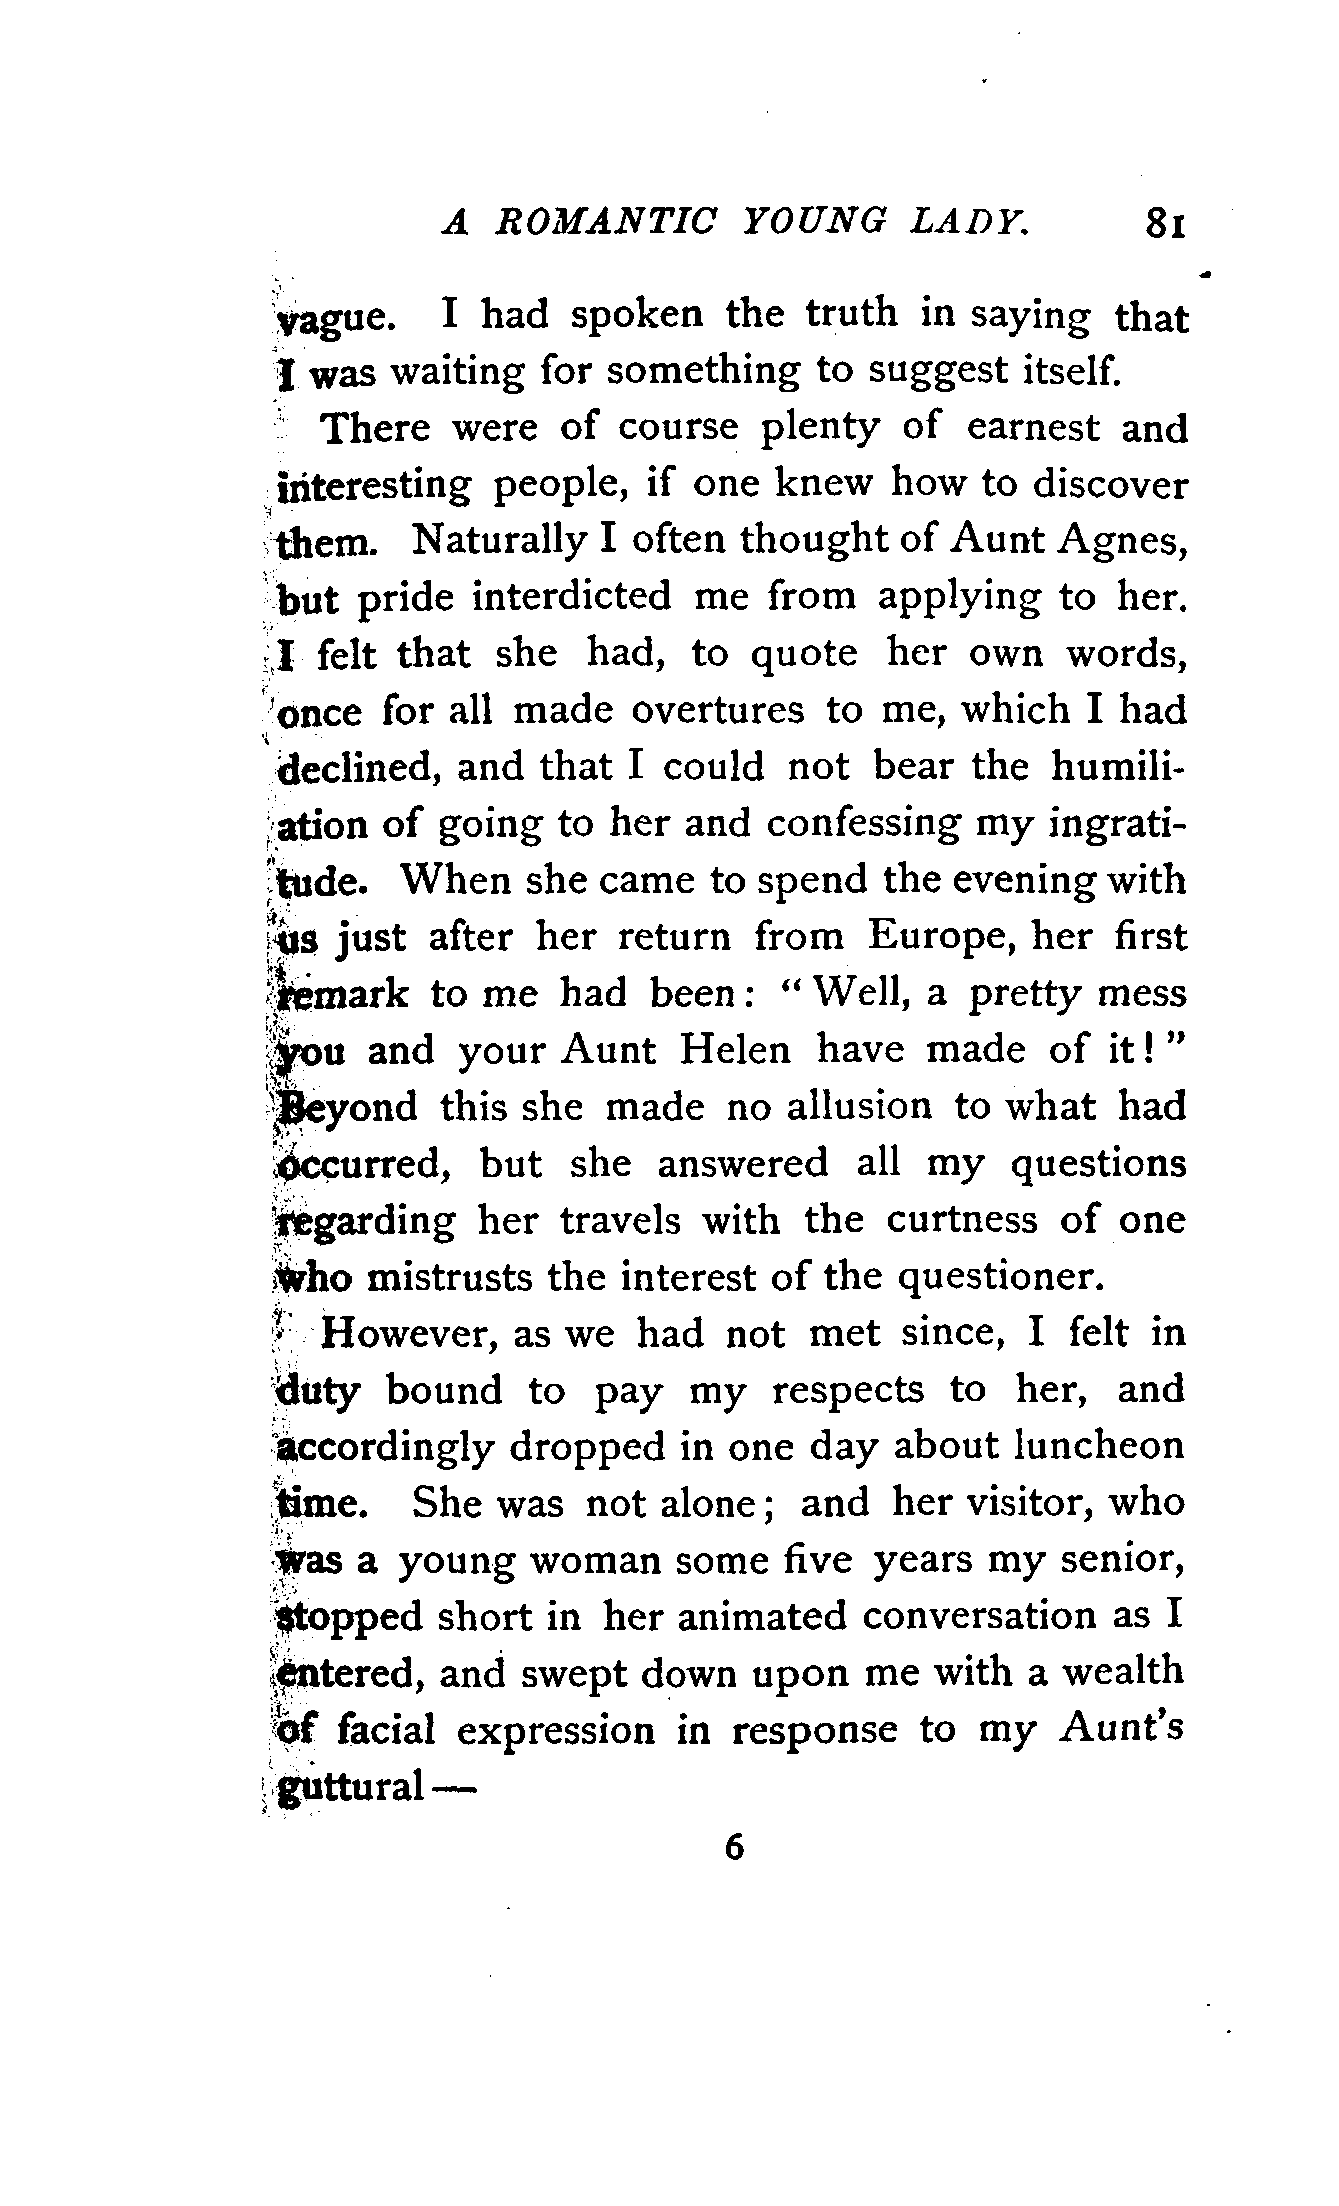 A ROMANTIC YOUNG LADY. 81
vague. I had spoken the truth in saying that
I was waiting for something to suggest itself.
There were of course plenty of earnest and
interesting people, if one knew how to discover
them. Naturally I often thought of Aunt Agnes,
but pride interdicted me from applying to her.
I felt that she had, to quote her own words,
once for all made overtures to me, which I had
declined, and that I could not bear the humili-
ation of going to her and confessing my ingrati-
tude. When she came to spend the evening with
us just after her return from Europe, her first
remark to me had been: “Well, a pretty mess
you and your Aunt Helen have made of it!”
Beyond this she made no allusion to what had
occurred, but she answered all my questions
regarding her travels with the curtness of one
who mistrusts the interest of the questioner.
However, as we had not met since, I felt in
duty bound to pay my respects to her, and
accordingly dropped in one day about luncheon
time. She was not alone; and her visitor, who
was a young woman some five years my senior,
stopped short in her animated conversation as I
entered, and swept down upon me with a wealth
of facial expression in response to my Aunt's
guttural—
6